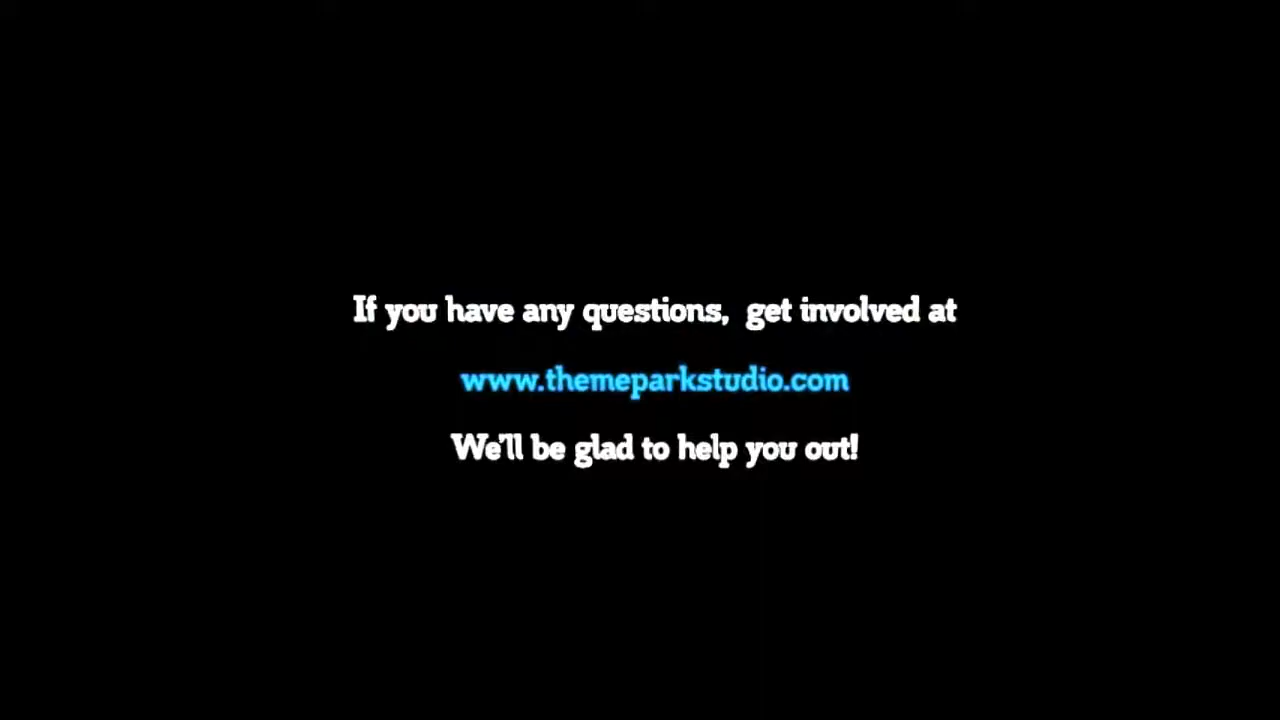 If you have any questions,  get involved at
www.themeparkstudio.com
We'll be glad to help you out!